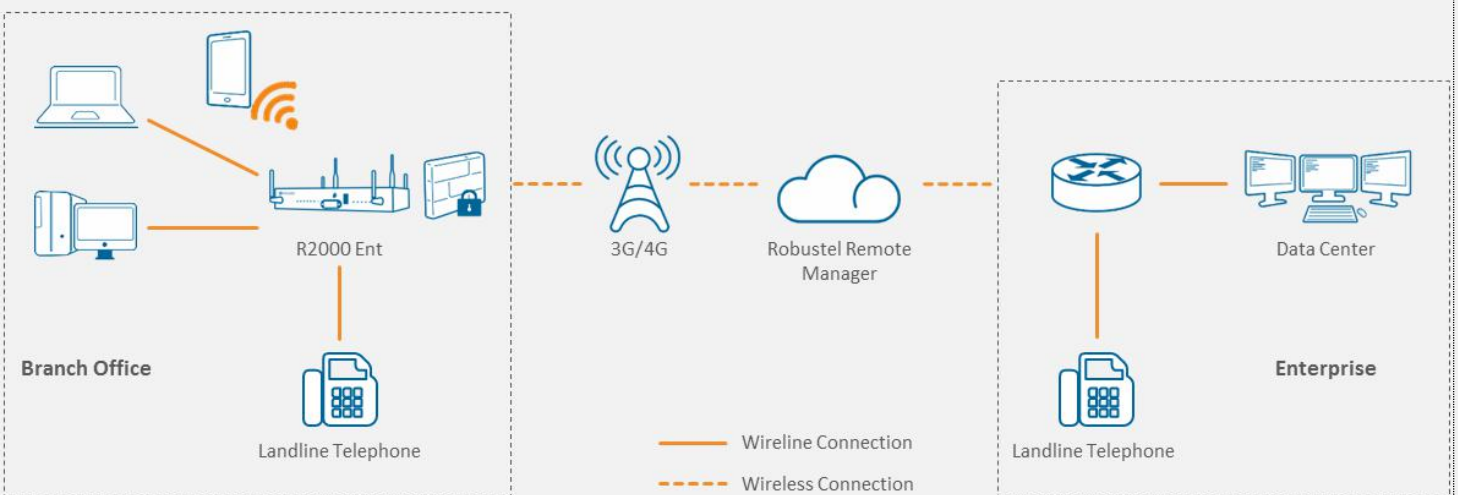 R2000 Ent
3G/4G
Robustel Remote
Manager
Data Center
Branch Office
Enterprise
Landline Telephone
Landline Telephone
Wireline Connection
Wireless Connection